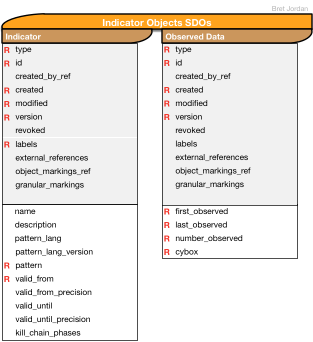 Bret Jordan
Indicator Objects SDOs
Indicator
R type
R id
created_by_ref
R created
R modified
R version
revoked
R labels
external_references
object_markings_ref
granular_markings
name
description
pattern_lang
pattern_lang_version
R pattern
R valid_from
valid_from_precision
valid_until
valid_until_precision
kill_chain_phases
Observed Data
R type
R id
created_by_ref
R created
R modified
R version
revoked
labels
external_references
object_markings_ref
granular_markings
R first_observed
R last_observed
R number_observed
R cybox